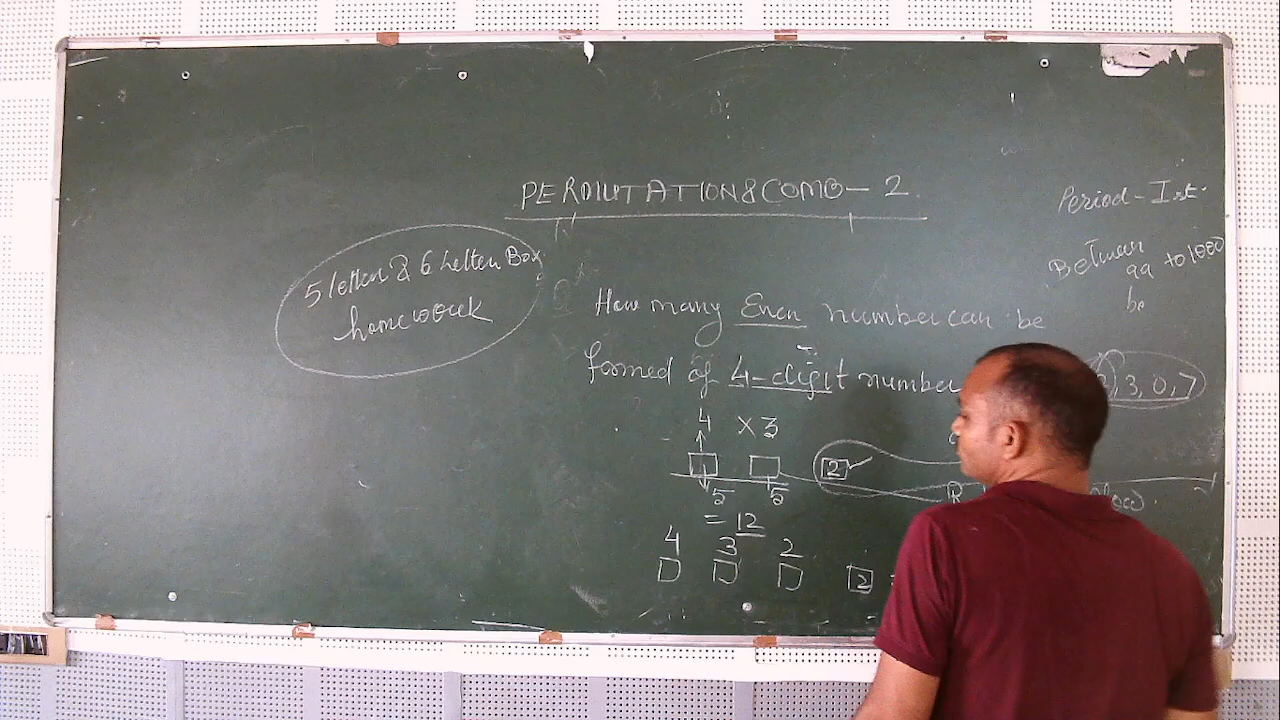 PERMUTATION & COMB - 2
Period - Ist
5 letter & 6 Letter Box
homework
Between
99 to 1000
be
How many Even number can be
formed of 4-digit number
, 3, 0, 7
4 × 3
2
5 5
= 12
4 3 2
2